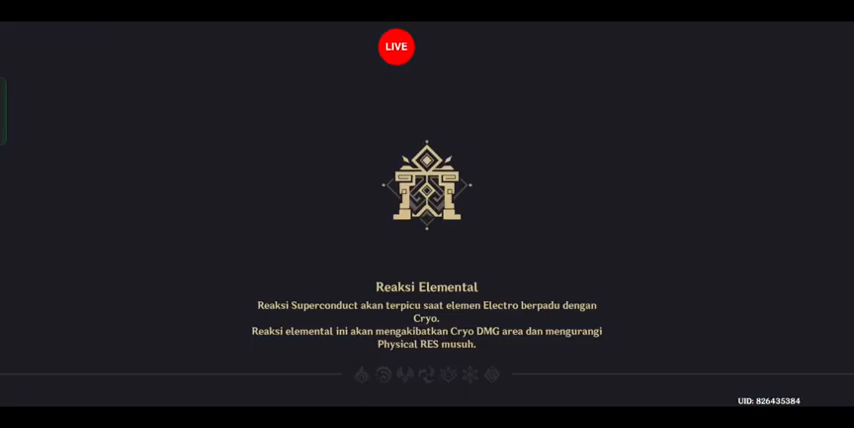 LIVE
Reaksi Elemental
Reaksi Superconduct akan terpicu saat elemen Electro berpadu dengan
Cryo.
Reaksi elemental ini akan mengakibatkan Cryo DMG area dan mengurangi
Physical RES musuh.
UID: 826435384